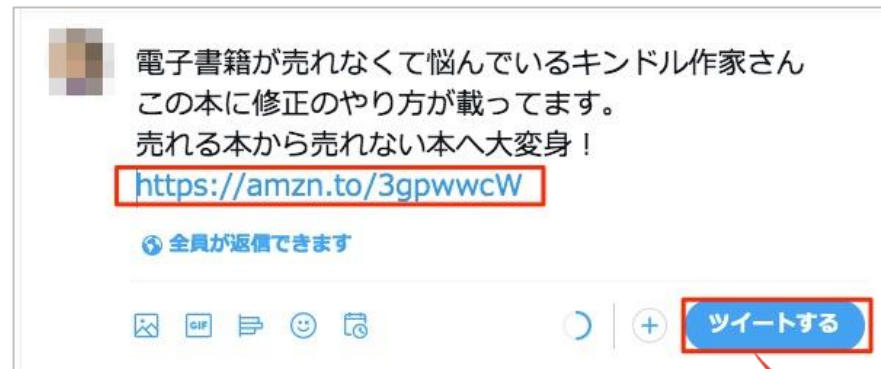 電子書籍が売れなくて悩んでいるキンドル作家さん
この本に修正のやり方が載ってます。
売れる本から売れない本へ大変身！
https://amzn.to/3gpwwcW
全員が返信できます
GIF
ツイートする